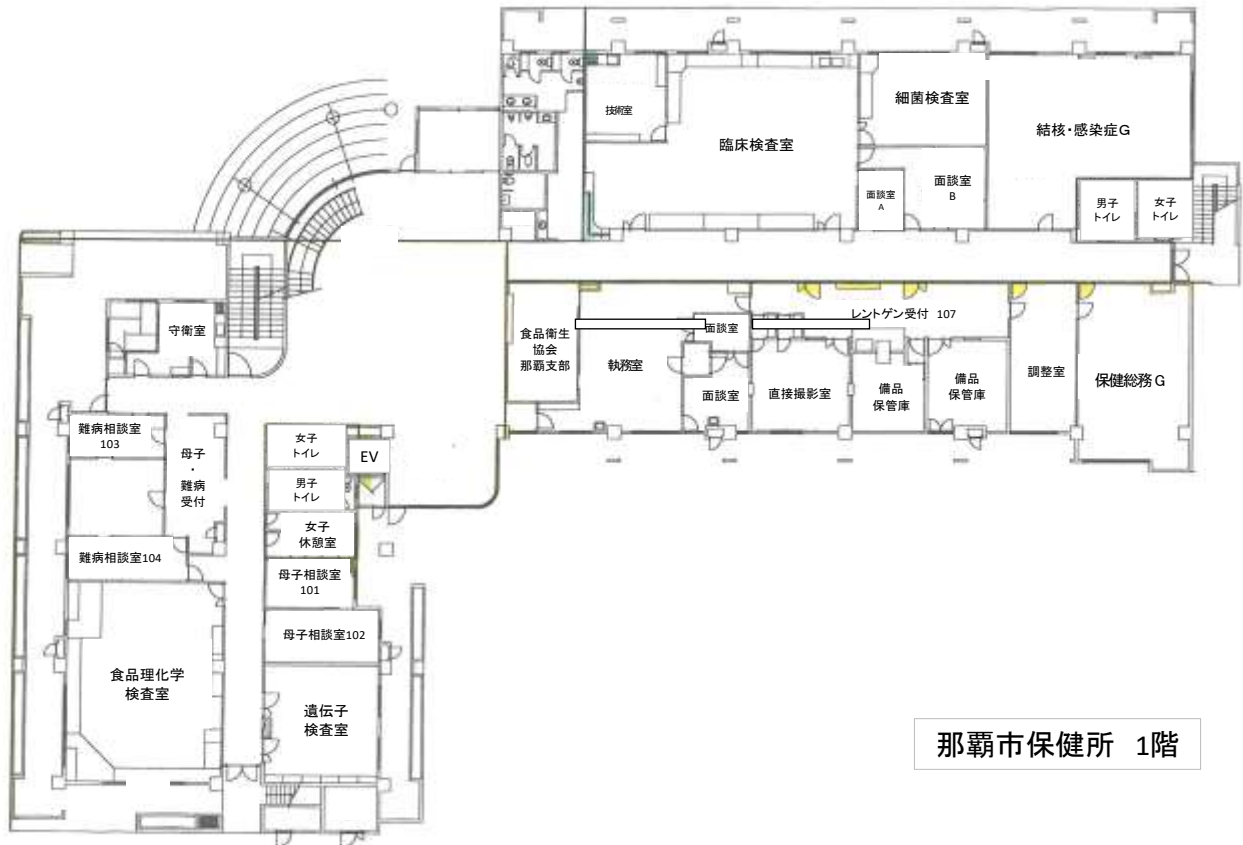 技術室
臨床検査室
細菌検査室
結核・感染症G
面談室
A
面談室
B
男子
トイレ
女子
トイレ
守衛室
食品衛生
協会
那覇支部
執務室
面談室
面談室
レントゲン受付 107
直接撮影室
備品
保管庫
備品
保管庫
調整室
保健総務G
難病相談室
103
母子
・
難病
受付
難病相談室104
女子
トイレ
EV
男子
トイレ
女子
休憩室
母子相談室
101
母子相談室102
食品理化学
検査室
遺伝子
検査室
那覇市保健所 1階